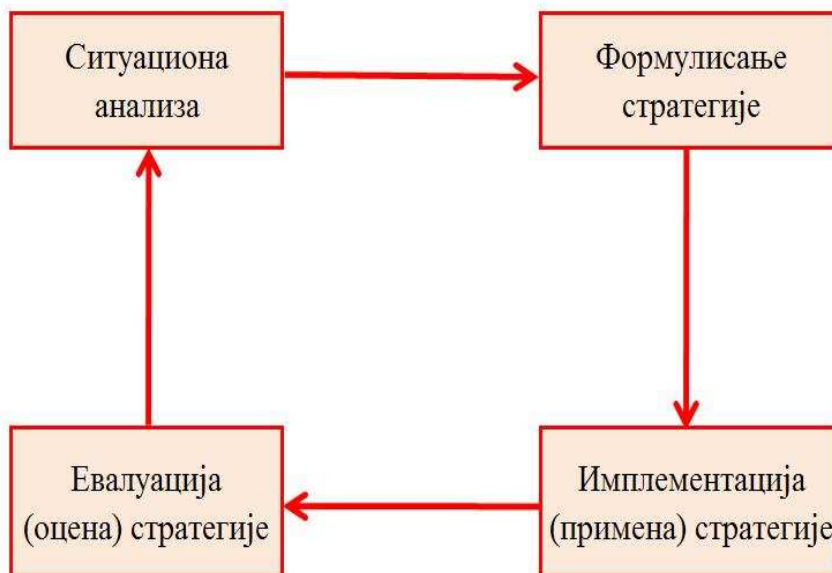 Ситуациона
анализа
Формулисање
стратегије
Евалуација
(оцена) стратегије
Имплементација
(примена) стратегије